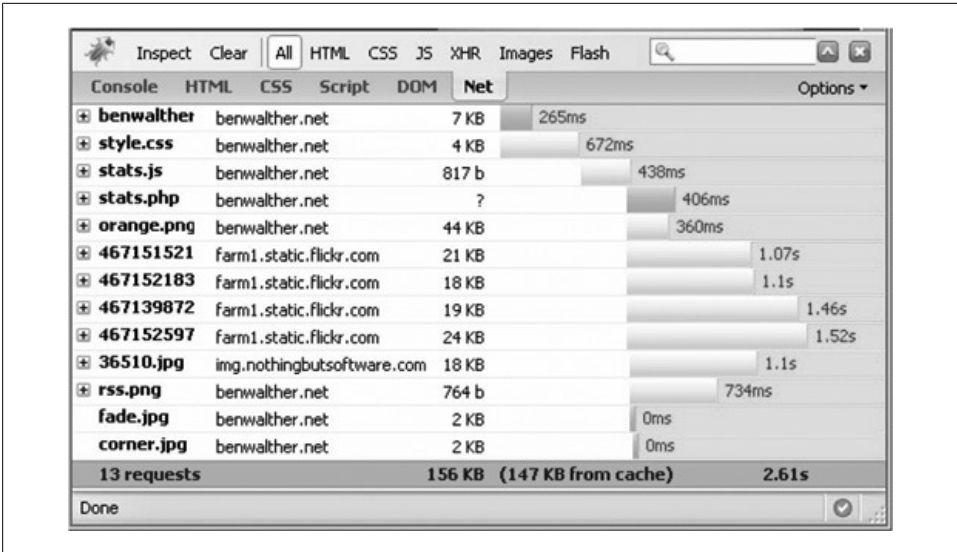 Inspect Clear All HTML CSS JS XHR Images Flash
Console HTML CSS Script DOM Net Options
benwalther benwalther.net 7 KB 265ms
style.css benwalther.net 4 KB 672ms
stats.js benwalther.net 817 b 438ms
stats.php benwalther.net ? 406ms
orange.png benwalther.net 44 KB 360ms
467151521 farm1.static.flickr.com 21 KB 1.07s
467152183 farm1.static.flickr.com 18 KB 1.1s
467139872 farm1.static.flickr.com 19 KB 1.46s
467152597 farm1.static.flickr.com 24 KB 1.52s
36510.jpg img.nothingbutsoftware.com 18 KB 1.1s
rss.png benwalther.net 764 b 734ms
fade.jpg benwalther.net 2 KB 0ms
corner.jpg benwalther.net 2 KB 0ms
13 requests 156 KB (147 KB from cache) 2.61s
Done